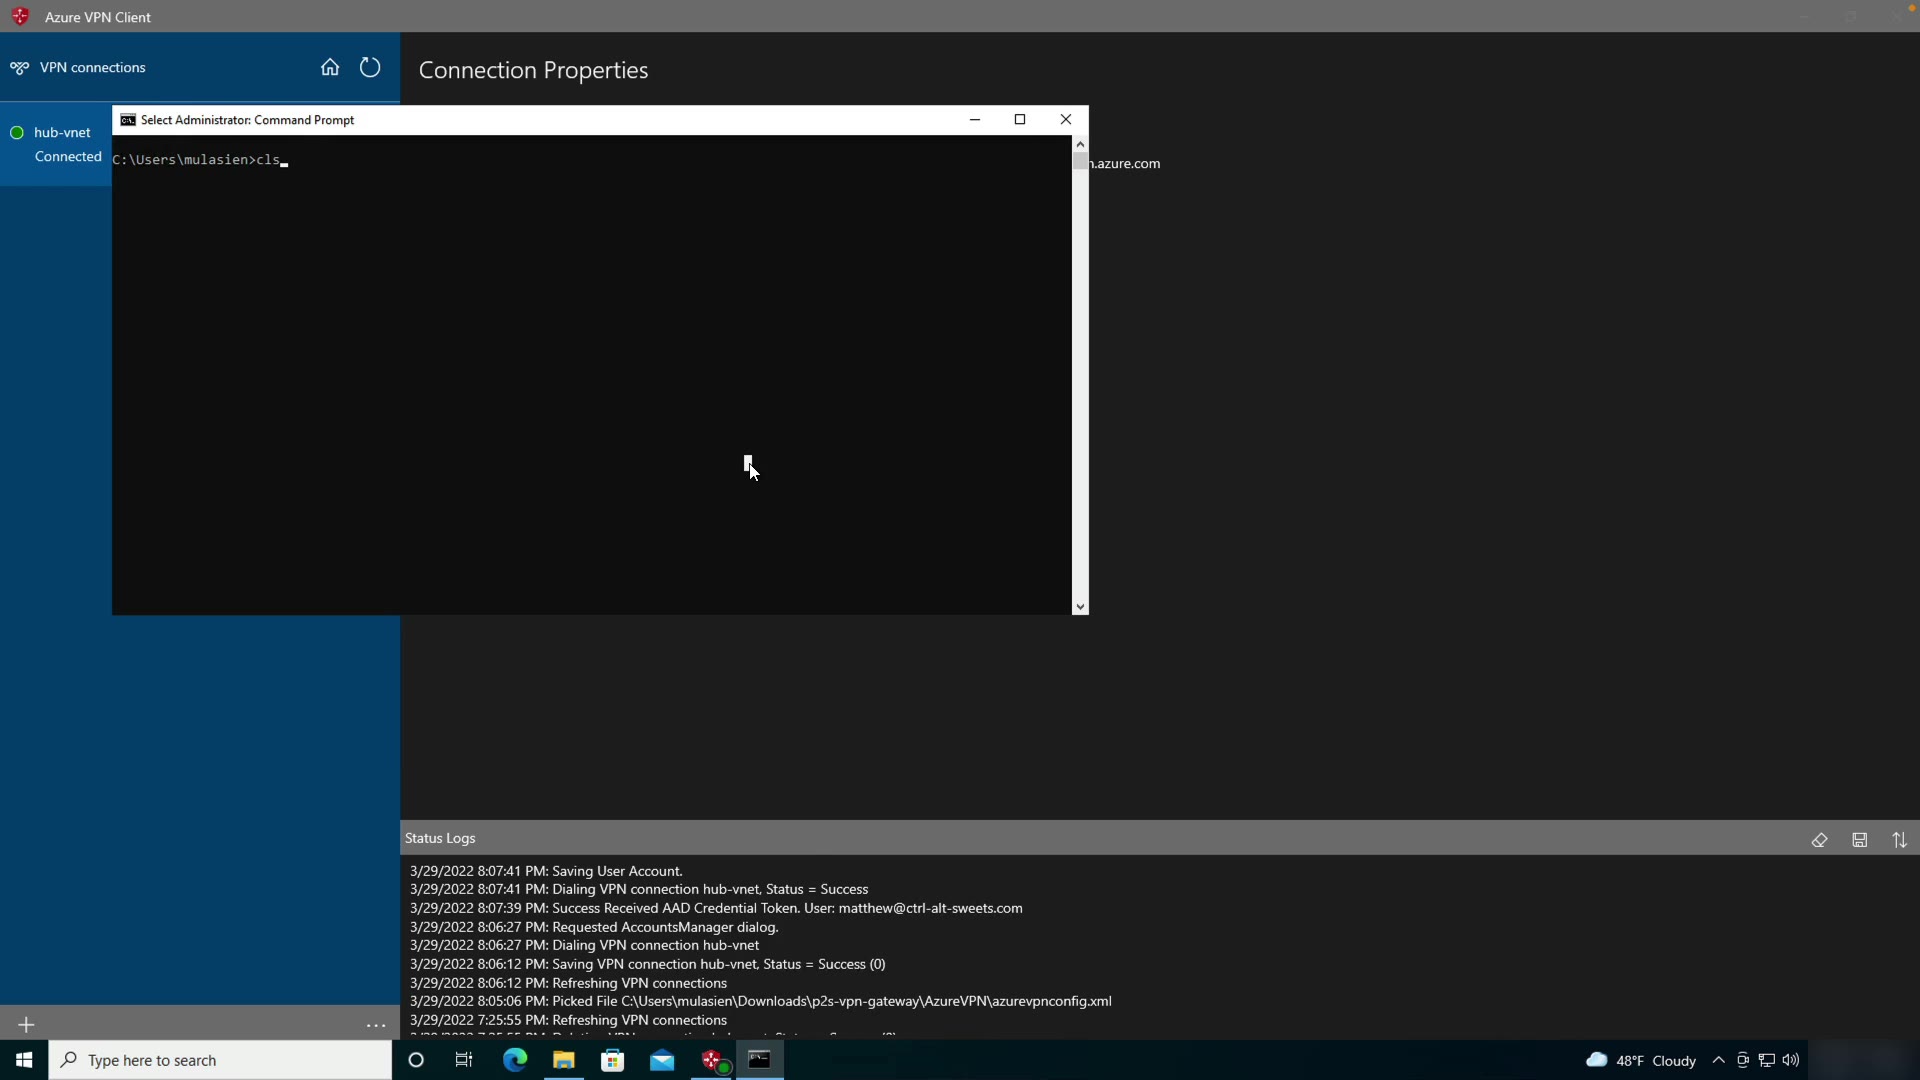 Azure VPN Client
VPN connections
Connection Properties
Select Administrator: Command Prompt
hub-vnet
Connected
C:\Users\mulasien>cls_
n.azure.com
Status Logs
3/29/2022 8:07:41 PM: Saving User Account.
3/29/2022 8:07:41 PM: Dialing VPN connection hub-vnet, Status = Success
3/29/2022 8:07:39 PM: Success Received AAD Credential Token. User: matthew@ctrl-alt-sweets.com
3/29/2022 8:06:27 PM: Requested AccountsManager dialog.
3/29/2022 8:06:27 PM: Dialing VPN connection hub-vnet
3/29/2022 8:06:12 PM: Saving VPN connection hub-vnet, Status = Success (0)
3/29/2022 8:06:12 PM: Refreshing VPN connections
3/29/2022 8:05:06 PM: Picked File C:\Users\mulasien\Downloads\p2s-vpn-gateway\AzureVPN\azurevpnconfig.xml
3/29/2022 7:25:55 PM: Refreshing VPN connections
Type here to search
48°F Cloudy